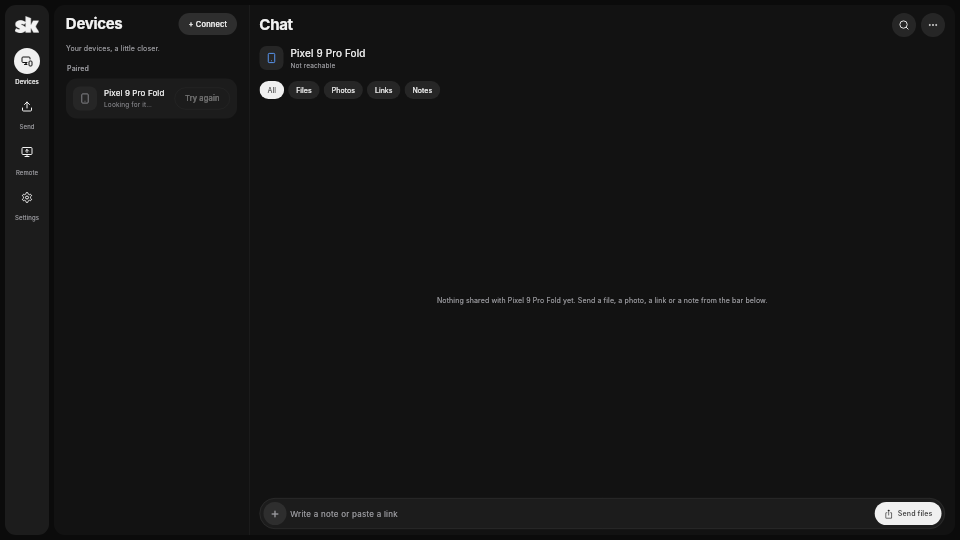 sk
Devices
Send
Remote
Settings
Devices
+ Connect
Your devices, a little closer.
Paired
Pixel 9 Pro Fold
Looking for it...
Try again
Chat
Pixel 9 Pro Fold
Not reachable
All
Files
Photos
Links
Notes
Nothing shared with Pixel 9 Pro Fold yet. Send a file, a photo, a link or a note from the bar below.
Write a note or paste a link
Send files